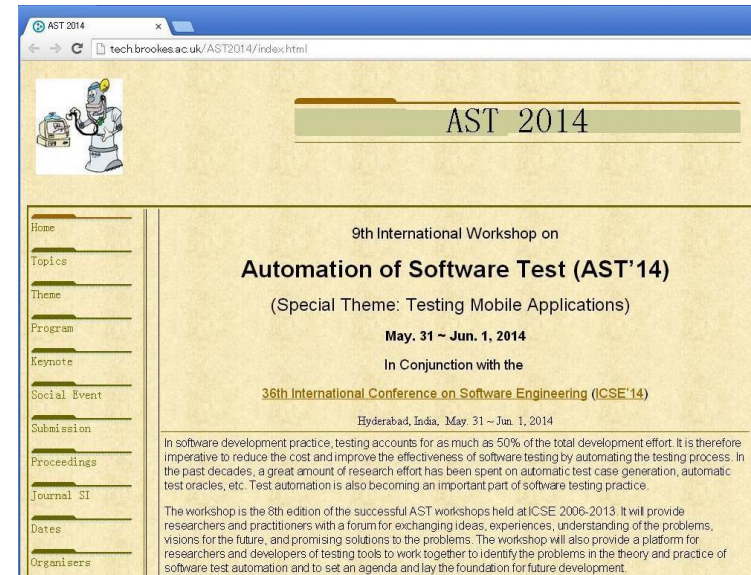 AST 2014
tech.brookes.ac.uk/AST2014/index.html
AST 2014
Home
Topics
Theme
Program
Keynote
Social Event
Submission
Proceedings
Journal SI
Dates
Organisers
9th International Workshop on
Automation of Software Test (AST'14)
(Special Theme: Testing Mobile Applications)
May. 31 ~ Jun. 1, 2014
In Conjunction with the
36th International Conference on Software Engineering (ICSE'14)
Hyderabad, India, May. 31 ~ Jun. 1, 2014
In software development practice, testing accounts for as much as 50% of the total development effort. It is therefore
imperative to reduce the cost and improve the effectiveness of software testing by automating the testing process. In
the past decades, a great amount of research effort has been spent on automatic test case generation, automatic
test oracles, etc. Test automation is also becoming an important part of software testing practice.
The workshop is the 8th edition of the successful AST workshops held at ICSE 2006-2013. It will provide
researchers and practitioners with a forum for exchanging ideas, experiences, understanding of the problems,
visions for the future, and promising solutions to the problems. The workshop will also provide a platform for
researchers and developers of testing tools to work together to identify the problems in the theory and practice of
software test automation and to set an agenda and lay the foundation for future development.